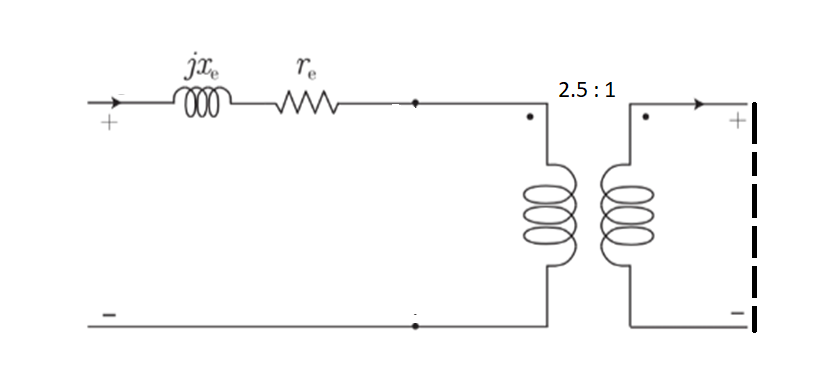 jxₑ
rₑ
2.5 : 1
+
+
−
−